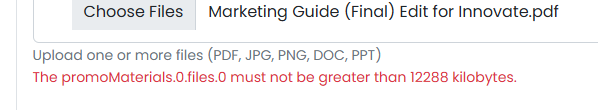 Choose Files Marketing Guide (Final) Edit for Innovate.pdf
Upload one or more files (PDF, JPG, PNG, DOC, PPT)
The promoMaterials.0.files.0 must not be greater than 12288 kilobytes.